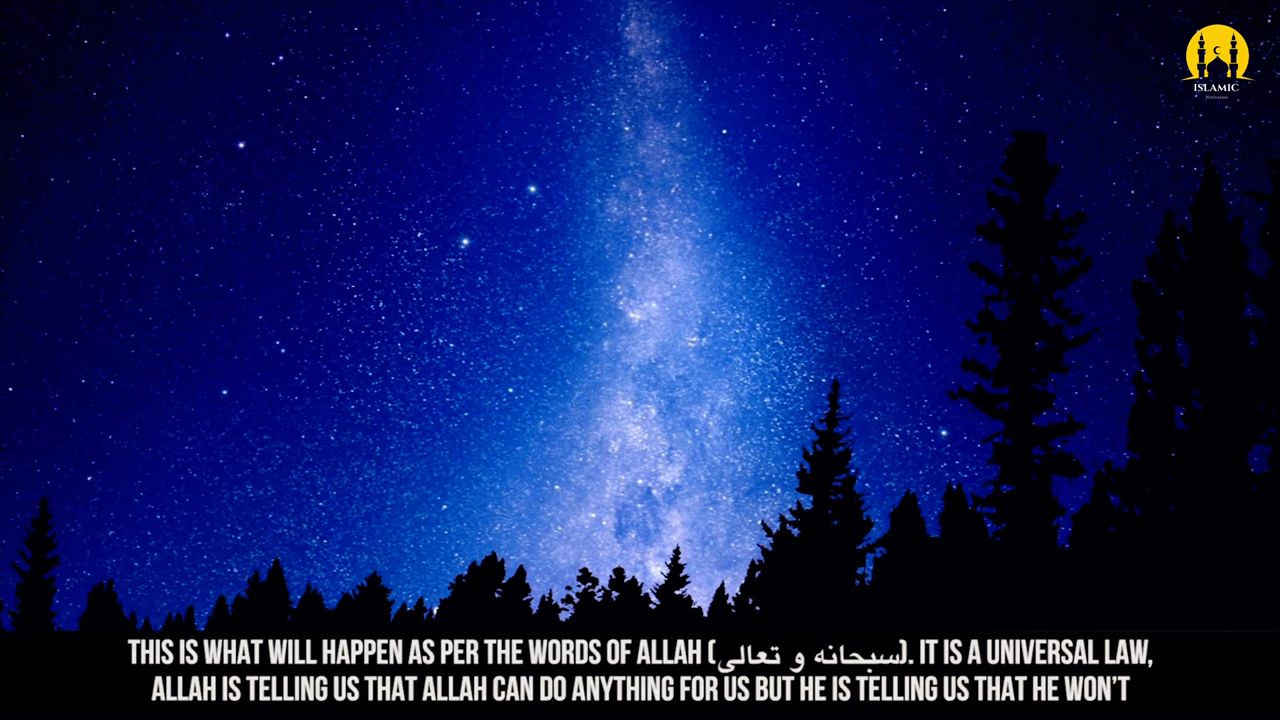 ISLAMIC
Motivation
THIS IS WHAT WILL HAPPEN AS PER THE WORDS OF ALLAH (سبحانه و تعالى). IT IS A UNIVERSAL LAW,
ALLAH IS TELLING US THAT ALLAH CAN DO ANYTHING FOR US BUT HE IS TELLING US THAT HE WON'T